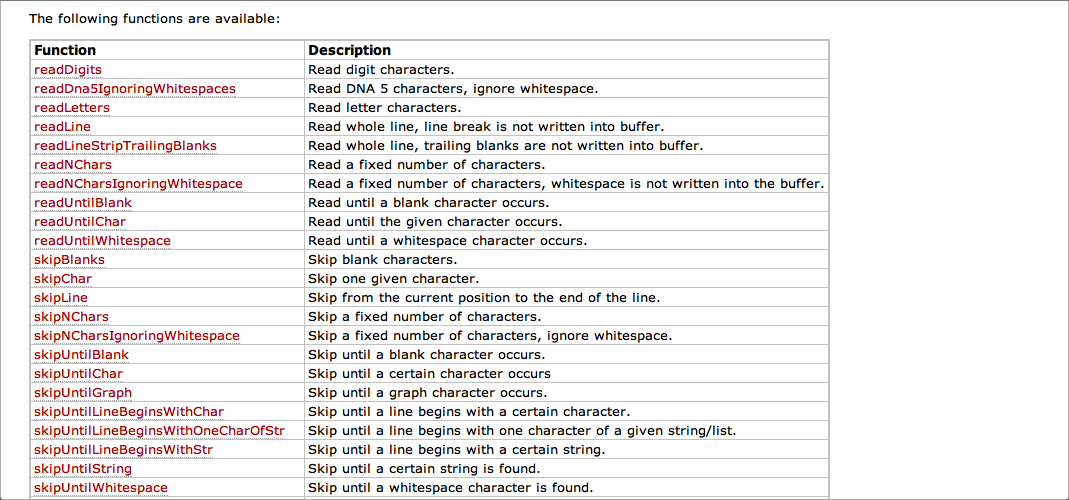 The following functions are available:
Function Description
readDigits Read digit characters.
readDna5IgnoringWhitespaces Read DNA 5 characters, ignore whitespace.
readLetters Read letter characters.
readLine Read whole line, line break is not written into buffer.
readLineStripTrailingBlanks Read whole line, trailing blanks are not written into buffer.
readNChars Read a fixed number of characters.
readNCharsIgnoringWhitespace Read a fixed number of characters, whitespace is not written into the buffer.
readUntilBlank Read until a blank character occurs.
readUntilChar Read until the given character occurs.
readUntilWhitespace Read until a whitespace character occurs.
skipBlanks Skip blank characters.
skipChar Skip one given character.
skipLine Skip from the current position to the end of the line.
skipNChars Skip a fixed number of characters.
skipNCharsIgnoringWhitespace Skip a fixed number of characters, ignore whitespace.
skipUntilBlank Skip until a blank character occurs.
skipUntilChar Skip until a certain character occurs
skipUntilGraph Skip until a graph character occurs.
skipUntilLineBeginsWithChar Skip until a line begins with a certain character.
skipUntilLineBeginsWithOneCharOfStr Skip until a line begins with one character of a given string/list.
skipUntilLineBeginsWithStr Skip until a line begins with a certain string.
skipUntilString Skip until a certain string is found.
skipUntilWhitespace Skip until a whitespace character is found.